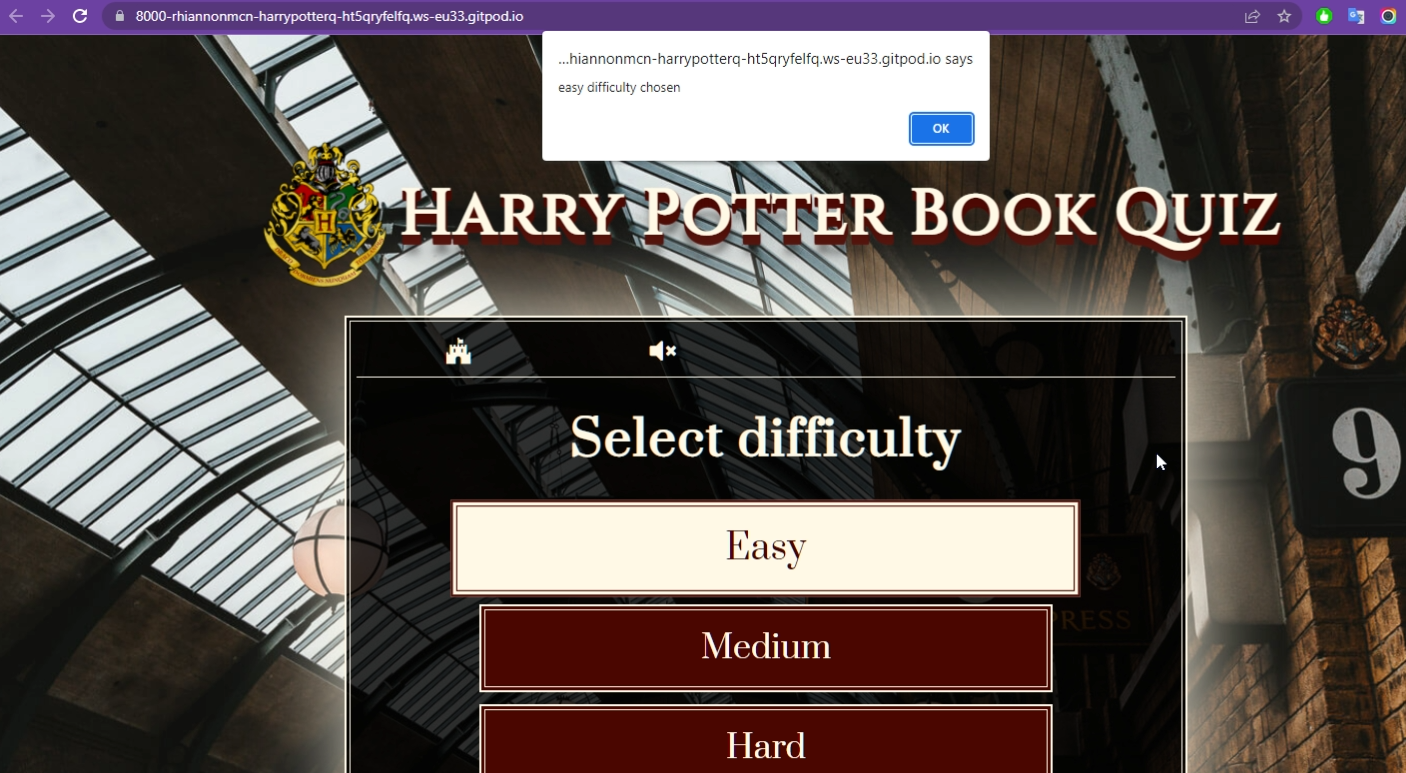 8000-rhiannonmcn-harrypotterq-ht5qryfelfq.ws-eu33.gitpod.io
...hiannonmcn-harrypotterq-ht5qryfelfq.ws-eu33.gitpod.io says
easy difficulty chosen
OK
H
Harry Potter Book Quiz
Select difficulty
9
Easy
PRESS
Medium
Hard